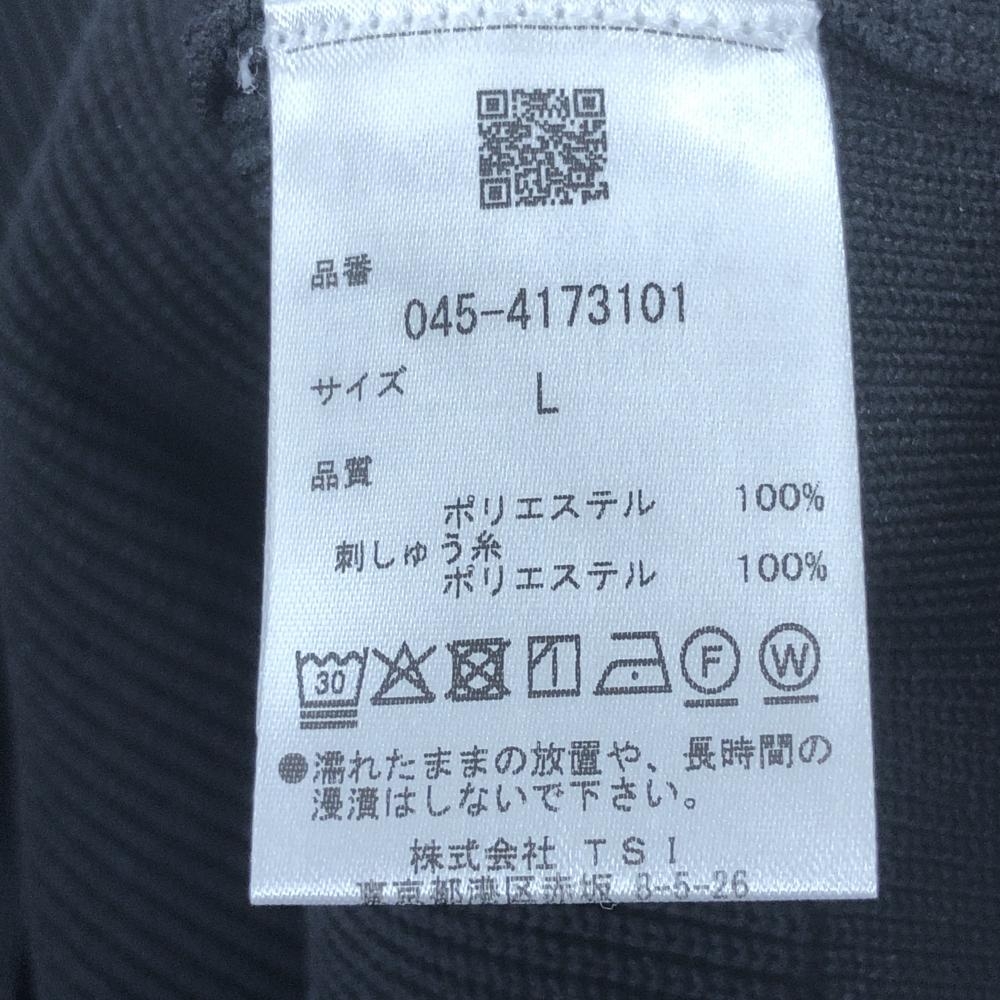 品番
045-4173101
サイズ L
品質
ポリエステル 100%
刺しゅう糸
ポリエステル 100%
30 F W
●濡れたままの放置や、長時間の
浸漬はしないで下さい。
株式会社 TSI
東京都港区赤坂 8-5-26